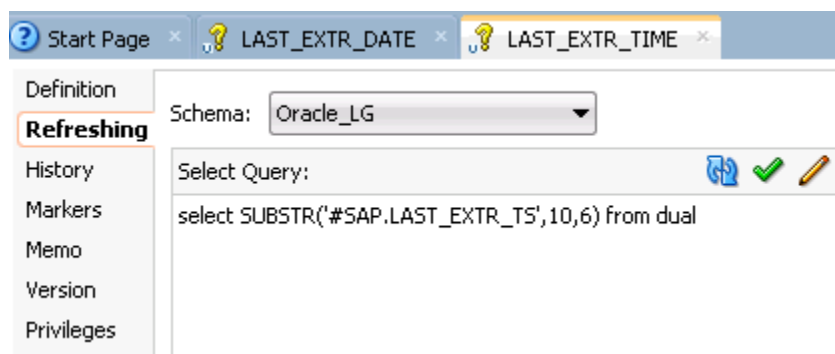 Start Page LAST_EXTR_DATE LAST_EXTR_TIME
Definition
Schema: Oracle_LG
Refreshing
History
Select Query:
Markers
select SUBSTR('#SAP.LAST_EXTR_TS',10,6) from dual
Memo
Version
Privileges